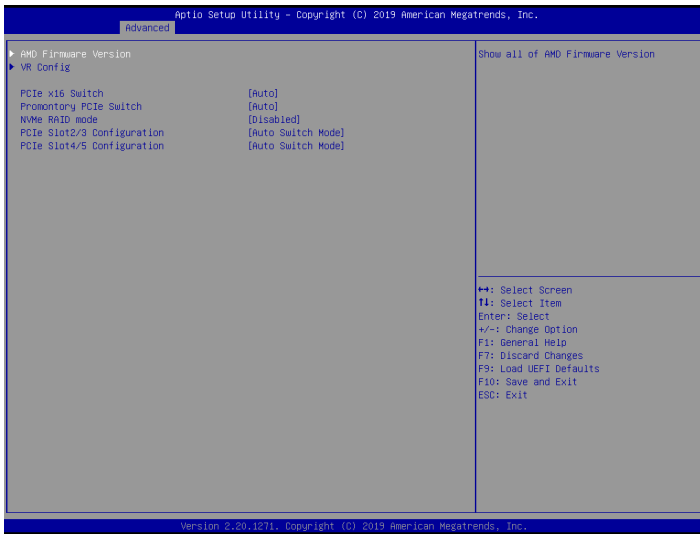 Aptio Setup Utility – Copyright (C) 2019 American Megatrends, Inc.
Advanced
▶ AMD Firmware Version
▶ VR Config
PCIe x16 Switch [Auto]
Promontory PCIe Switch [Auto]
NVMe RAID mode [Disabled]
PCIe Slot2/3 Configuration [Auto Switch Mode]
PCIe Slot4/5 Configuration [Auto Switch Mode]
Show all of AMD Firmware Version
↔: Select Screen
↑↓: Select Item
Enter: Select
+/-: Change Option
F1: General Help
F7: Discard Changes
F9: Load UEFI Defaults
F10: Save and Exit
ESC: Exit
Version 2.20.1271. Copyright (C) 2019 American Megatrends, Inc.